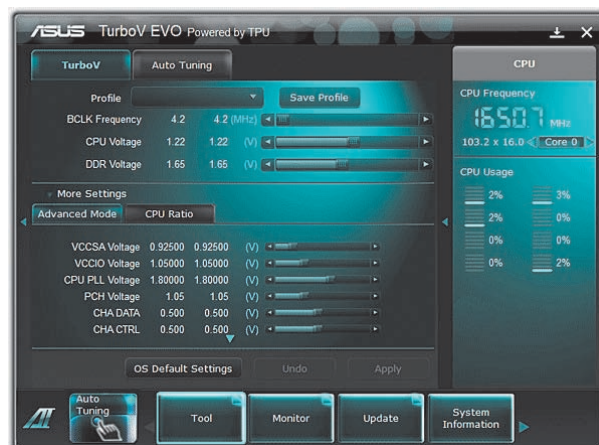 ASUS TurboV EVO Powered by TPU
TurboV Auto Tuning
Profile Save Profile
BCLK Frequency 4.2 4.2 (MHz)
CPU Voltage 1.22 1.22 (V)
DDR Voltage 1.65 1.65 (V)
More Settings
Advanced Mode CPU Ratio
VCCSA Voltage 0.92500 0.92500 (V)
VCCIO Voltage 1.05000 1.05000 (V)
CPU PLL Voltage 1.80000 1.80000 (V)
PCH Voltage 1.05 1.05 (V)
CHA DATA 0.500 0.500 (V)
CHA CTRL 0.500 0.500 (V)
OS Default Settings Undo Apply
CPU
CPU Frequency
1650.7 MHz
103.2 x 16.0 Core 0
CPU Usage
2% 3%
2% 0%
0% 0%
0% 2%
AI
Auto Tuning
Tool
Monitor
Update
System
Information